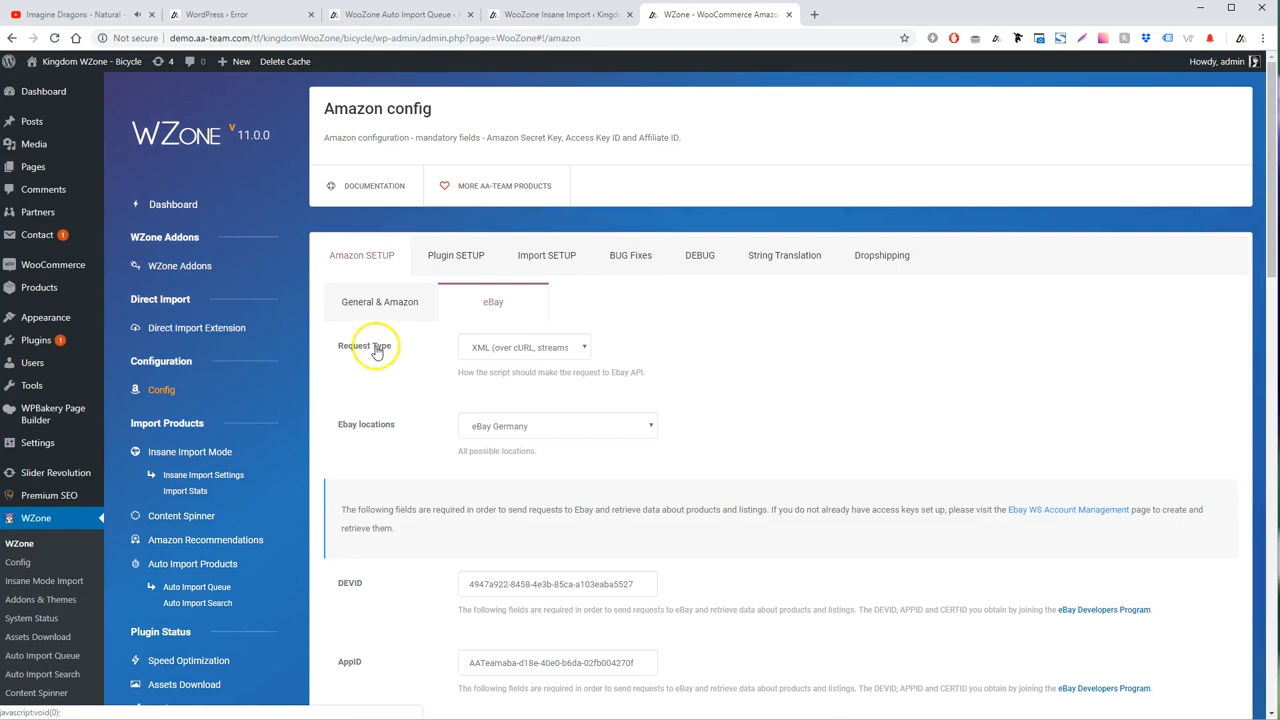 Imagine Dragons - Natural
WordPress › Error
WooZone Auto Import Queue ‹
WooZone Insane Import ‹ Kingd
WZone - WooCommerce Amazo
Not secure
demo.aa-team.com/tf/kingdomWooZone/bicycle/wp-admin/admin.php?page=WooZone#!/amazon
Kingdom WZone - Bicycle
4
0
New
Delete Cache
Howdy, admin
Dashboard
Posts
Media
Pages
Comments
Partners
Contact 1
WooCommerce
Products
Appearance
Plugins 1
Users
Tools
WPBakery Page
Builder
Settings
Slider Revolution
Premium SEO
WZone
WZone
Config
Insane Mode Import
Addons & Themes
System Status
Assets Download
Auto Import Queue
Auto Import Search
Content Spinner
javascript:void(0);
WZONE V 11.0.0
Dashboard
WZone Addons
WZone Addons
Direct Import
Direct Import Extension
Configuration
Config
Import Products
Insane Import Mode
Insane Import Settings
Import Stats
Content Spinner
Amazon Recommendations
Auto Import Products
Auto Import Queue
Auto Import Search
Plugin Status
Speed Optimization
Assets Download
Amazon config
Amazon configuration - mandatory fields - Amazon Secret Key, Access Key ID and Affiliate ID.
DOCUMENTATION
MORE AA-TEAM PRODUCTS
Amazon SETUP
Plugin SETUP
Import SETUP
BUG Fixes
DEBUG
String Translation
Dropshipping
General & Amazon
eBay
Request Type
XML (over cURL, streams
How the script should make the request to Ebay API.
Ebay locations
eBay Germany
All possible locations.
The following fields are required in order to send requests to Ebay and retrieve data about products and listings. If you do not already have access keys set up, please visit the Ebay WS Account Management page to create and
retrieve them.
DEVID
4947a922-8458-4e3b-85ca-a103eaba5527
The following fields are required in order to send requests to eBay and retrieve data about products and listings. The DEVID, APPID and CERTID you obtain by joining the eBay Developers Program.
AppID
AATeamaba-d18e-40e0-b6da-02fb004270f
The following fields are required in order to send requests to eBay and retrieve data about products and listings. The DEVID, APPID and CERTID you obtain by joining the eBay Developers Program.